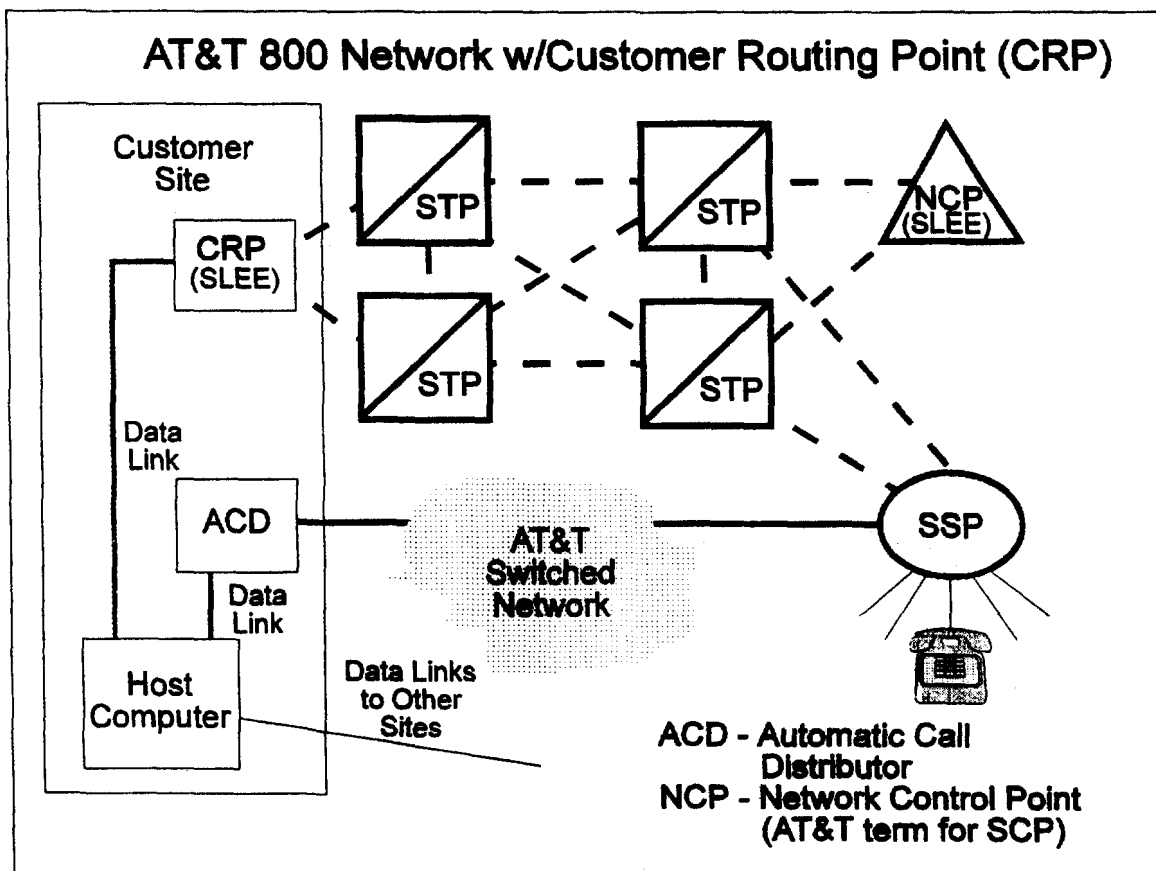 AT&T 800 Network w/Customer Routing Point (CRP)
Customer
Site
CRP
(SLEE)
STP
STP
NCP
(SLEE)
STP
STP
Data
Link
ACD
AT&T
Switched
Network
SSP
Data
Link
Host
Computer
Data Links
to Other
Sites
ACD - Automatic Call
Distributor
NCP - Network Control Point
(AT&T term for SCP)